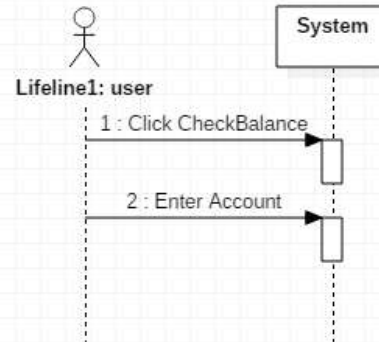 System
Lifeline1: user
1 : Click CheckBalance
2 : Enter Account